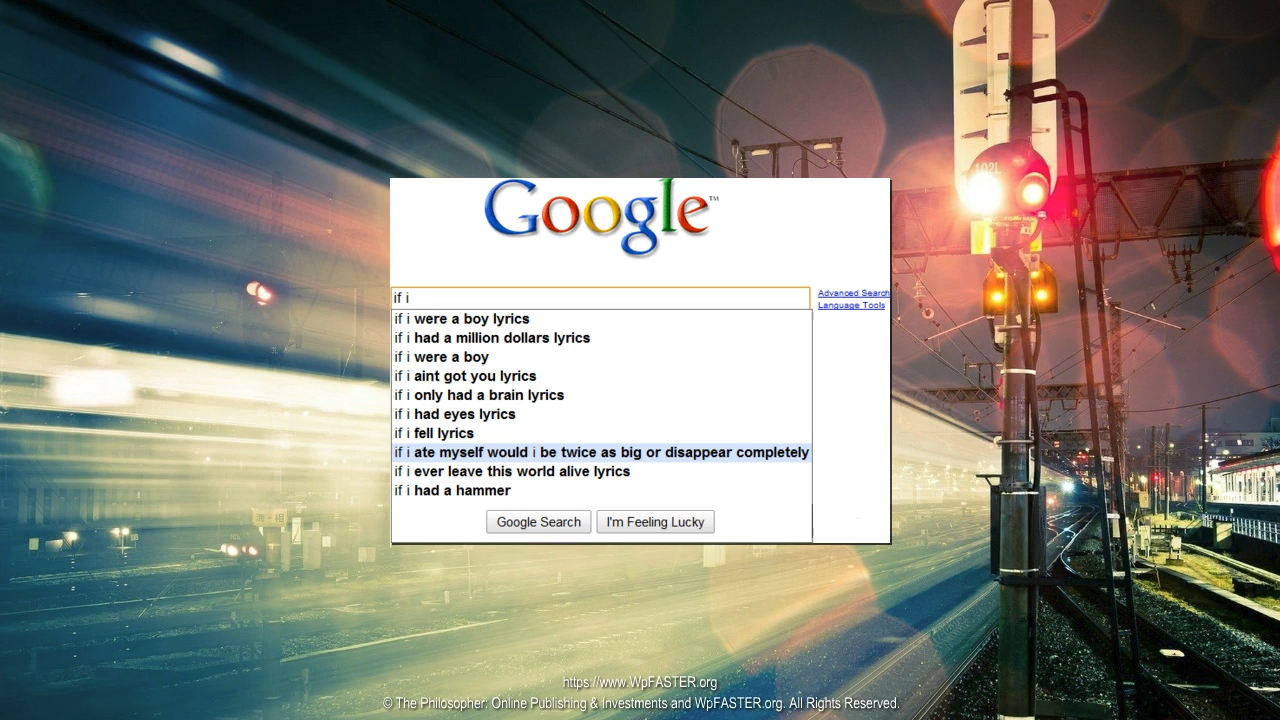 102L
Google™
if i
Advanced Search
Language Tools
if i were a boy lyrics
if i had a million dollars lyrics
if i were a boy
if i aint got you lyrics
if i only had a brain lyrics
if i had eyes lyrics
if i fell lyrics
if i ate myself would i be twice as big or disappear completely
if i ever leave this world alive lyrics
if i had a hammer
Google Search
I'm Feeling Lucky
https://www.WpFASTER.org
© The Philosopher: Online Publishing & Investments and WpFASTER.org. All Rights Reserved.